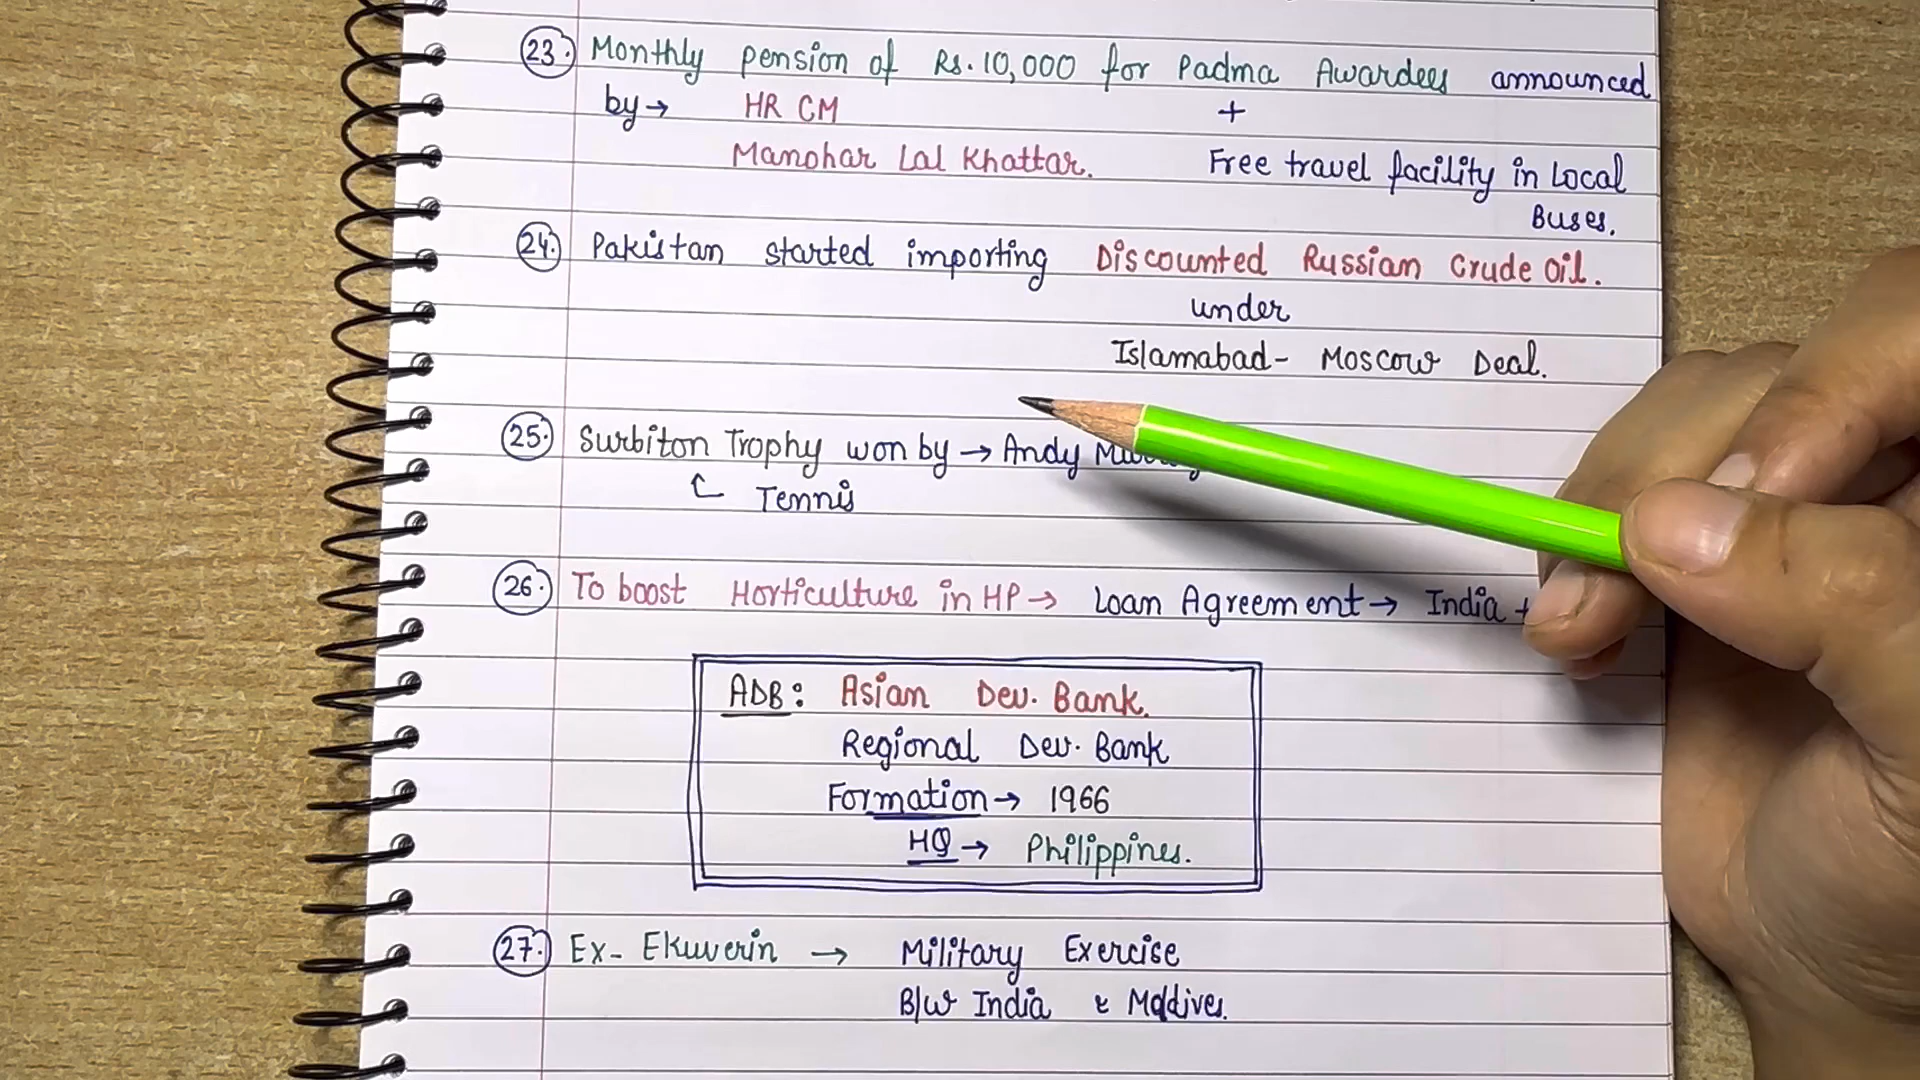 23. Monthly pension of Rs. 10,000 for Padma Awardees announced
by → HR CM +
Manohar Lal Khattar. Free travel facility in Local
Buses.
24. Pakistan started importing Discounted Russian Crude Oil.
under
Islamabad - Moscow Deal.
25. Surbiton Trophy won by → Andy
Tennis
26. To boost Horticulture in HP → Loan Agreement → India +
ADB: Asian Dev. Bank.
Regional Dev. Bank
Formation → 1966
HQ → Philippines.
27. Ex- Ekuverin → Military Exercise
B/w India & Maldives.